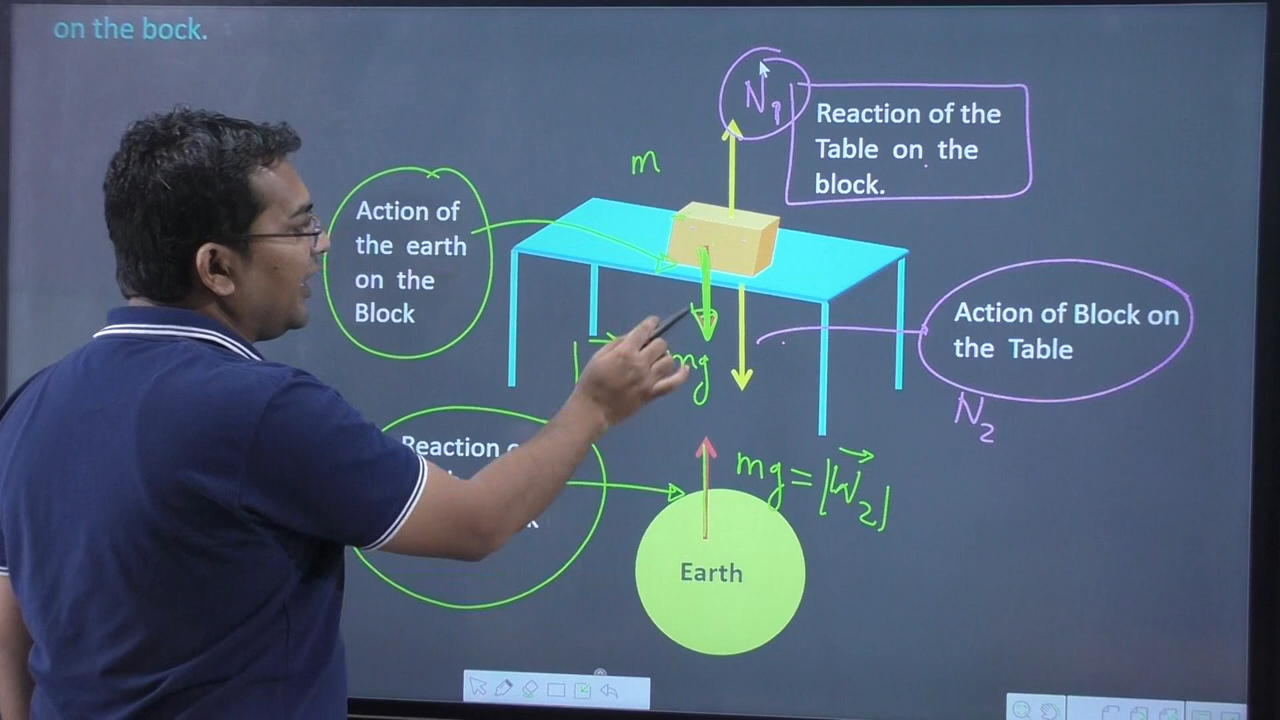 on the bock.
N1
Reaction of the
Table on the
block.
m
Action of
the earth
on the
Block
Action of Block on
the Table
N2
mg
Reaction
mg = |W2|
Earth